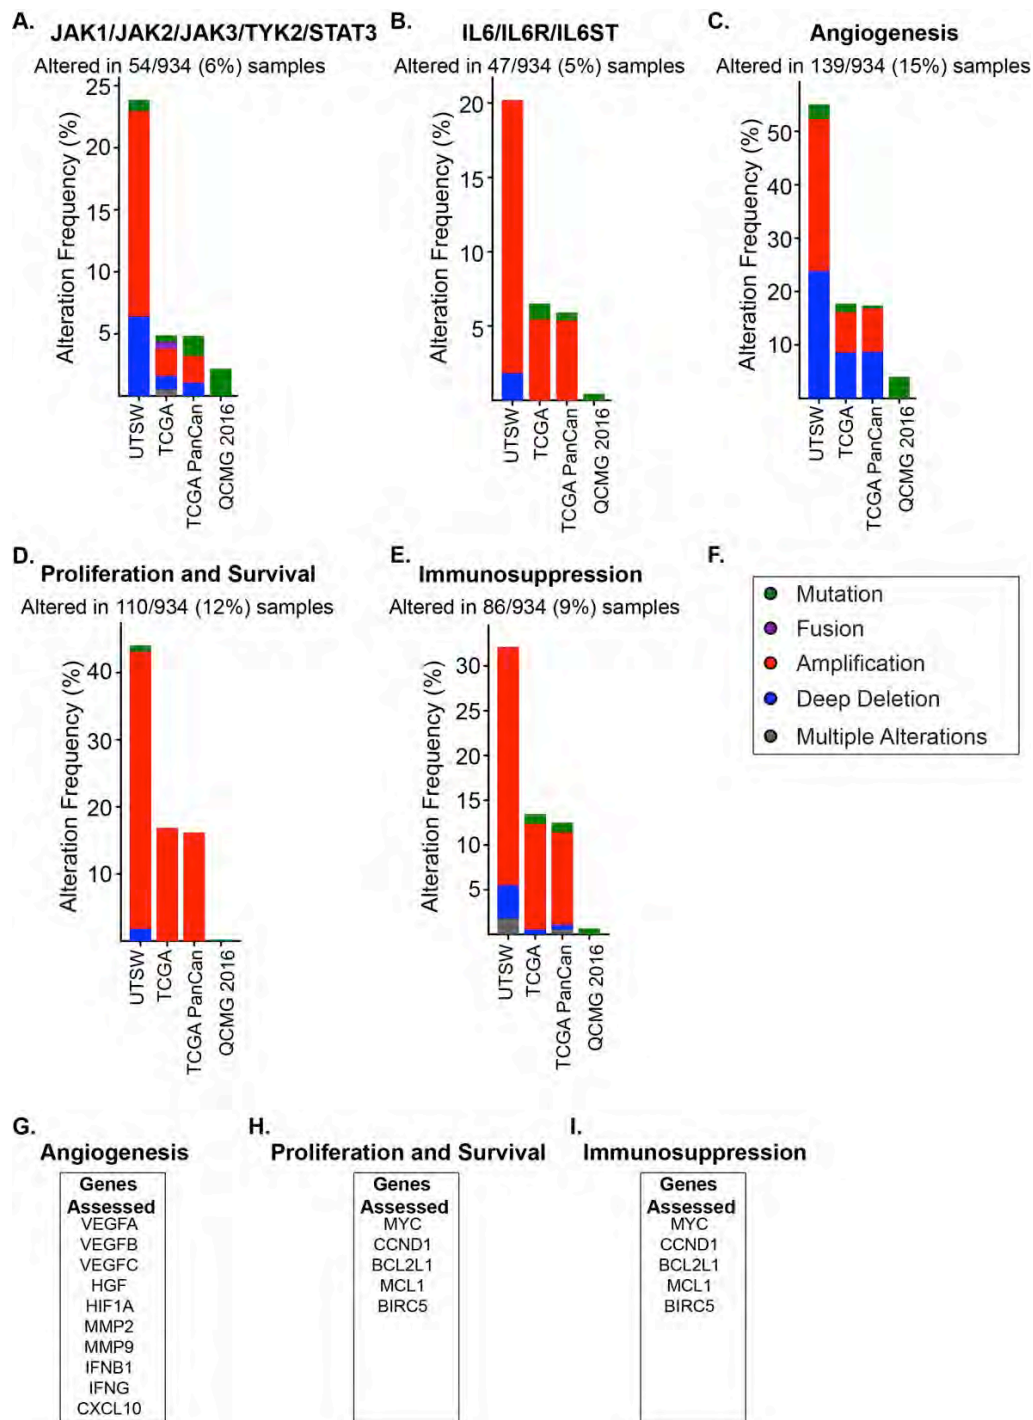 A. JAK1/JAK2/JAK3/TYK2/STAT3
Altered in 54/934 (6%) samples
Alteration Frequency (%)
25
20
15
10
5
UTSW
TCGA
TCGA PanCan
QCMG 2016
B. IL6/IL6R/IL6ST
Altered in 47/934 (5%) samples
Alteration Frequency (%)
20
15
10
5
UTSW
TCGA
TCGA PanCan
QCMG 2016
C. Angiogenesis
Altered in 139/934 (15%) samples
Alteration Frequency (%)
50
40
30
20
10
UTSW
TCGA
TCGA PanCan
QCMG 2016
D. Proliferation and Survival
Altered in 110/934 (12%) samples
Alteration Frequency (%)
40
30
20
10
UTSW
TCGA
TCGA PanCan
QCMG 2016
E. Immunosuppression
Altered in 86/934 (9%) samples
Alteration Frequency (%)
30
25
20
15
10
5
UTSW
TCGA
TCGA PanCan
QCMG 2016
F.
Mutation
Fusion
Amplification
Deep Deletion
Multiple Alterations
G. Angiogenesis
Genes
Assessed
VEGFA
VEGFB
VEGFC
HGF
HIF1A
MMP2
MMP9
IFNB1
IFNG
CXCL10
H. Proliferation and Survival
Genes
Assessed
MYC
CCND1
BCL2L1
MCL1
BIRC5
I. Immunosuppression
Genes
Assessed
MYC
CCND1
BCL2L1
MCL1
BIRC5